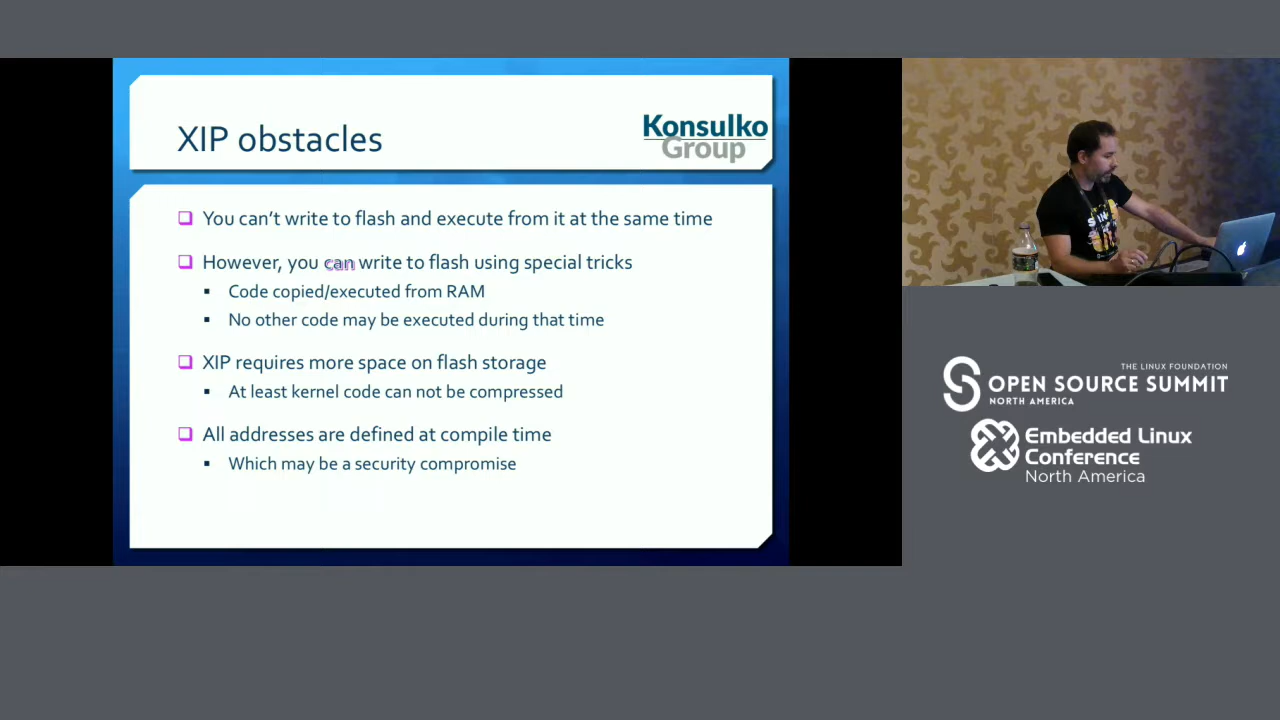 XIP obstacles
Konsulko
Group
You can't write to flash and execute from it at the same time
However, you can write to flash using special tricks
Code copied/executed from RAM
No other code may be executed during that time
XIP requires more space on flash storage
At least kernel code can not be compressed
All addresses are defined at compile time
Which may be a security compromise
THE LINUX FOUNDATION
OPEN SOURCE SUMMIT
NORTH AMERICA
Embedded Linux
Conference
North America